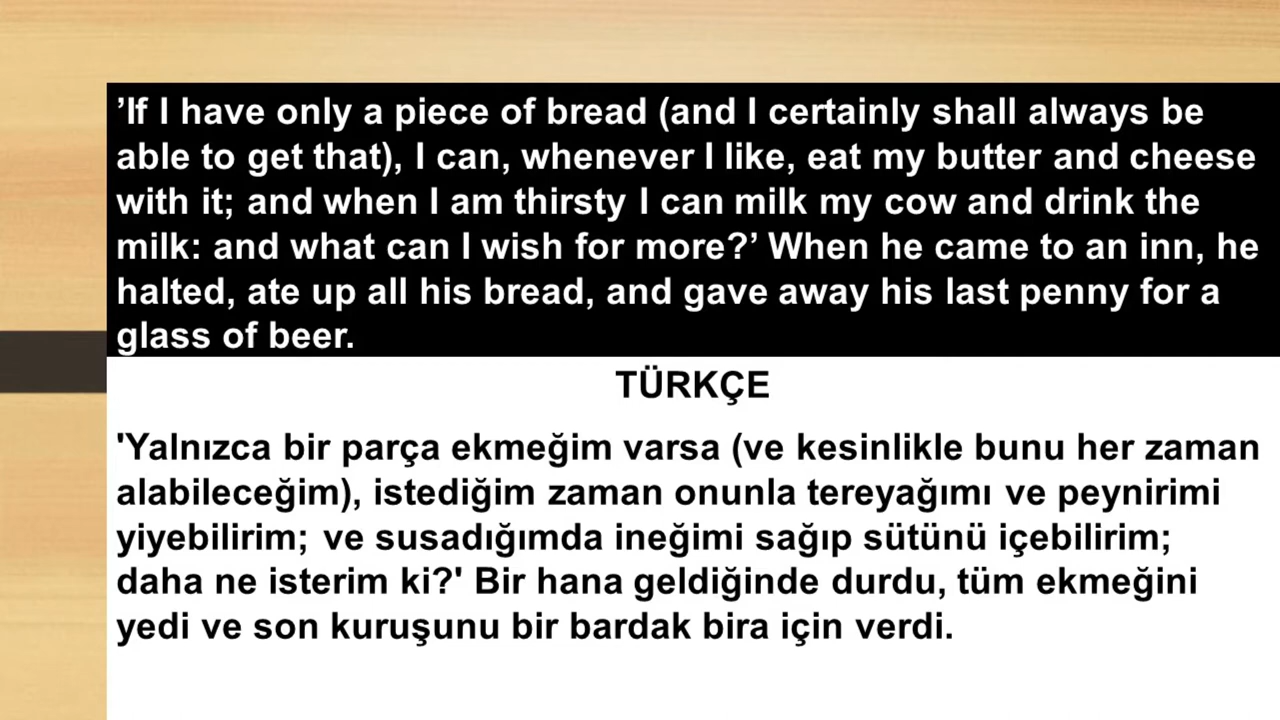 ’If I have only a piece of bread (and I certainly shall always be
able to get that), I can, whenever I like, eat my butter and cheese
with it; and when I am thirsty I can milk my cow and drink the
milk: and what can I wish for more?’ When he came to an inn, he
halted, ate up all his bread, and gave away his last penny for a
glass of beer.
TÜRKÇE
'Yalnızca bir parça ekmeğim varsa (ve kesinlikle bunu her zaman
alabileceğim), istediğim zaman onunla tereyağımı ve peynirimi
yiyebilirim; ve susadığımda ineğimi sağıp sütünü içebilirim;
daha ne isterim ki?' Bir hana geldiğinde durdu, tüm ekmeğini
yedi ve son kuruşunu bir bardak bira için verdi.